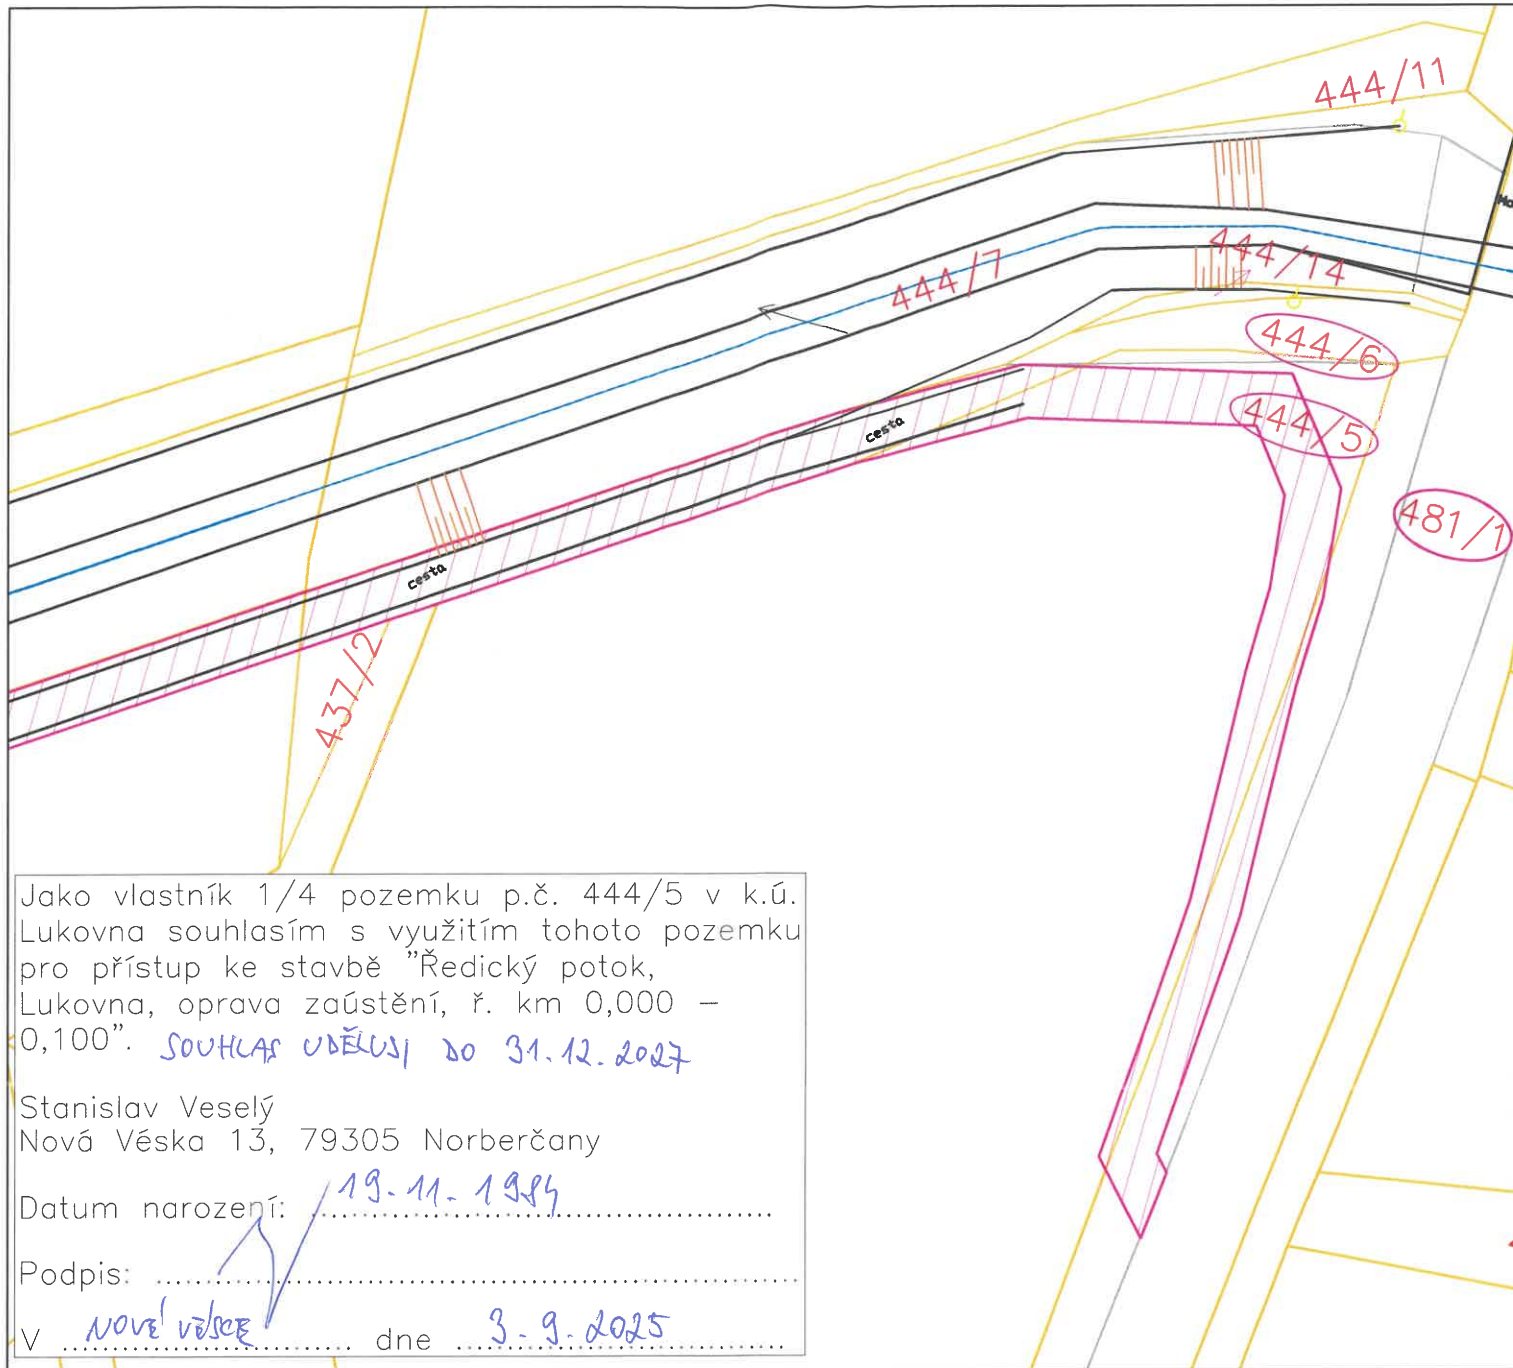 444/11
444/7
444/14
444/6
444/5
481/1
cesta
cesta
437/2
Jako vlastník 1/4 pozemku p.č. 444/5 v k.ú.
Lukovna souhlasím s využitím tohoto pozemku
pro přístup ke stavbě "Ředický potok,
Lukovna, oprava zaústění, ř. km 0,000 –
0,100". SOUHLAS UDĚLUJI DO 31.12.2027
Stanislav Veselý
Nová Véska 13, 79305 Norberčany
Datum narození: 19.11.1984
Podpis:
V NOVÉ VÉSCE dne 3.9.2025